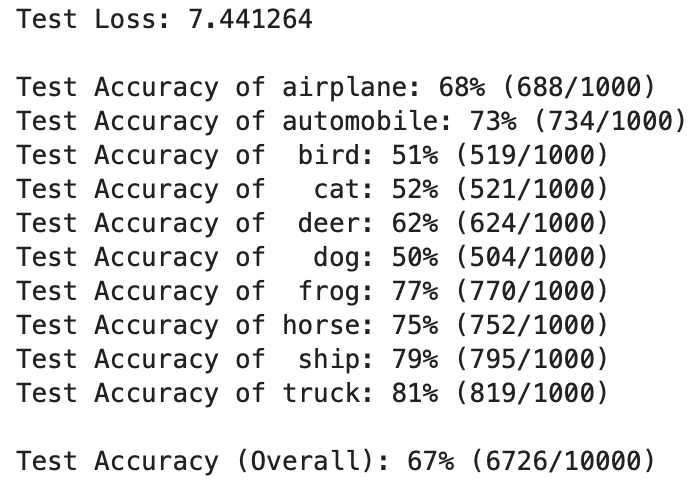 Test Loss: 7.441264
Test Accuracy of airplane: 68% (688/1000)
Test Accuracy of automobile: 73% (734/1000)
Test Accuracy of  bird: 51% (519/1000)
Test Accuracy of   cat: 52% (521/1000)
Test Accuracy of  deer: 62% (624/1000)
Test Accuracy of   dog: 50% (504/1000)
Test Accuracy of  frog: 77% (770/1000)
Test Accuracy of horse: 75% (752/1000)
Test Accuracy of  ship: 79% (795/1000)
Test Accuracy of truck: 81% (819/1000)
Test Accuracy (Overall): 67% (6726/10000)